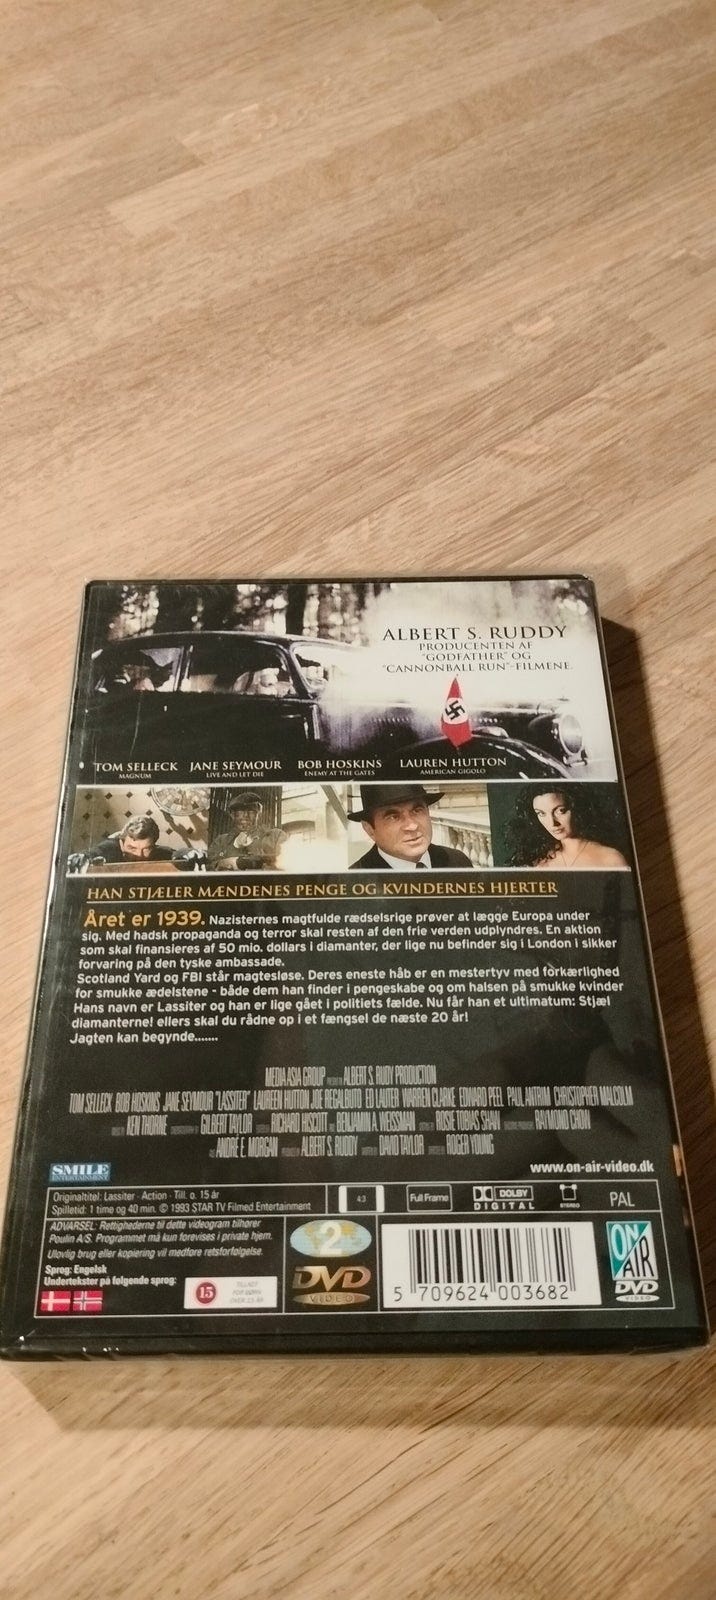 ALBERT S. RUDDY
PRODUCENTEN AF
"GODFATHER" OG
"CANNONBALL RUN"-FILMENE.
TOM SELLECK JANE SEYMOUR BOB HOSKINS LAUREN HUTTON
MAGNUM LIVE AND LET DIE ENEMY AT THE GATES AMERICAN GIGOLO
HAN STJÆLER MÆNDENES PENGE OG KVINDERNES HJERTER
Året er 1939. Nazisternes magtfulde rædselsrige prøver at lægge Europa under
sig. Med hadsk propaganda og terror skal resten af den frie verden udplyndres. En aktion
som skal finansieres af 50 mio. dollars i diamanter, der lige nu befinder sig i London i sikker
forvaring på den tyske ambassade.
Scotland Yard og FBI står magtesløse. Deres eneste håb er en mestertyv med forkærlighed
for smukke ædelstene - både dem han finder i pengeskabe og om halsen på smukke kvinder
Hans navn er Lassiter og han er lige gået i politiets fælde. Nu får han et ultimatum: Stjæl
diamanterne! ellers skal du rådne op i et fængsel de næste 20 år!
Jagten kan begynde.......
MEDIA ASIA GROUP ALBERT S. RUDY PRODUCTION
TOM SELLECK BOB HOSKINS JANE SEYMOUR "LASSITER" LAUREEN HUTTON JOE REGALBUTO ED LAUTER WARREN CLARKE EDWARD PEEL PAUL ANTRIM CHRISTOPHER MALCOLM
KEN THORNE GILBERT TAYLOR RICHARD HISCOTT BENJAMIN A. WEISSMAN ROSIE TOBIAS SHAW RAYMOND CHOW
ANDRÉ E. MORGAN ALBERT S. RUDDY DAVID TAYLOR ROGER YOUNG
SMILE
ENTERTAINMENT
www.on-air-video.dk
Originaltitel: Lassiter - Action - Till. o. 15 år
Spilletid: 1 time og 40 min. © 1993 STAR TV Filmed Entertainment
4:3
Full Frame
DOLBY
DIGITAL
STEREO
PAL
ADVARSEL: Rettighederne til dette videogram tilhører
Poulin A/S. Programmet må kun forevises i private hjem.
Ulovlig brug eller kopiering vil medføre retsforfølgelse.
Sprog: Engelsk
Undertekster på følgende sprog:
15
TILLADT
FOR BØRN
OVER 15 ÅR
2
DVD
VIDEO
5 709624 003682
ON
AIR
DVD
VIDEO